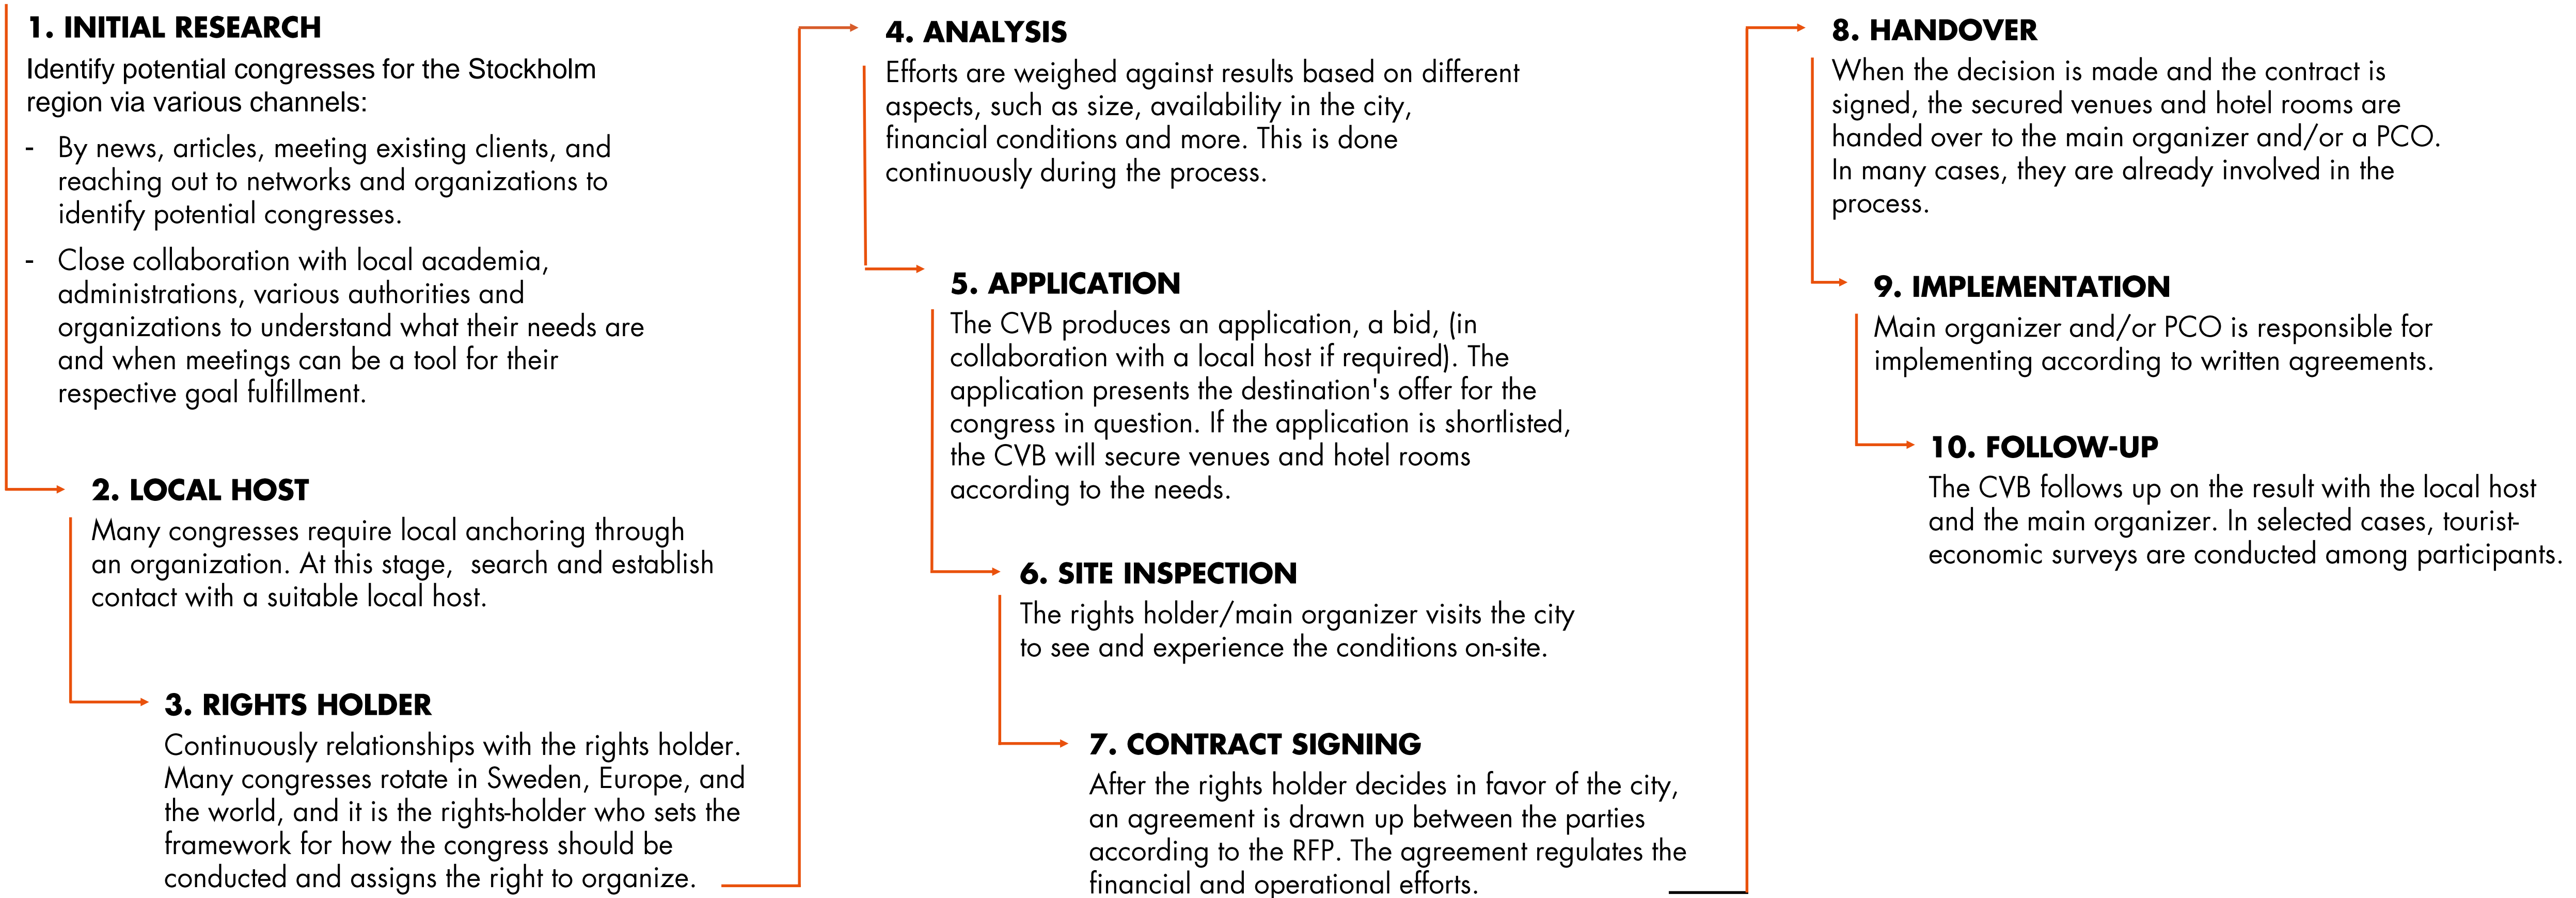 1. INITIAL RESEARCH
Identify potential congresses for the Stockholm
region via various channels:
- By news, articles, meeting existing clients, and
reaching out to networks and organizations to
identify potential congresses.
- Close collaboration with local academia,
administrations, various authorities and
organizations to understand what their needs are
and when meetings can be a tool for their
respective goal fulfillment.
2. LOCAL HOST
Many congresses require local anchoring through
an organization. At this stage,  search and establish
contact with a suitable local host.
3. RIGHTS HOLDER
Continuously relationships with the rights holder.
Many congresses rotate in Sweden, Europe, and
the world, and it is the rights-holder who sets the
framework for how the congress should be
conducted and assigns the right to organize.
4. ANALYSIS
Efforts are weighed against results based on different
aspects, such as size, availability in the city,
financial conditions and more. This is done
continuously during the process.
5. APPLICATION
The CVB produces an application, a bid, (in
collaboration with a local host if required). The
application presents the destination's offer for the
congress in question. If the application is shortlisted,
the CVB will secure venues and hotel rooms
according to the needs.
6. SITE INSPECTION
The rights holder/main organizer visits the city
to see and experience the conditions on-site.
7. CONTRACT SIGNING
After the rights holder decides in favor of the city,
an agreement is drawn up between the parties
according to the RFP. The agreement regulates the
financial and operational efforts.
8. HANDOVER
When the decision is made and the contract is
signed, the secured venues and hotel rooms are
handed over to the main organizer and/or a PCO.
In many cases, they are already involved in the
process.
9. IMPLEMENTATION
Main organizer and/or PCO is responsible for
implementing according to written agreements.
10. FOLLOW-UP
The CVB follows up on the result with the local host
and the main organizer. In selected cases, tourist-
economic surveys are conducted among participants.